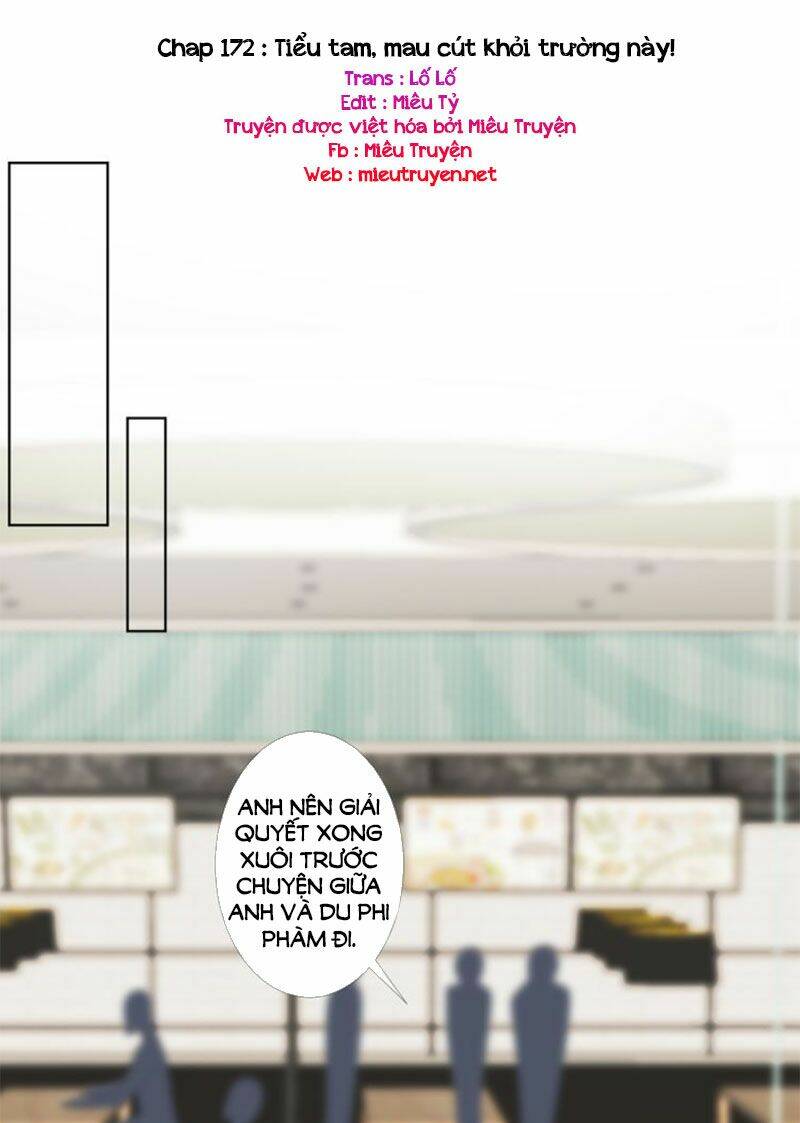 Chap 172 : Tiểu tam, mau cút khỏi trường này!
Trans : Lố Lố
Edit : Miêu Tỷ
Truyện được việt hóa bởi Miêu Truyện
Fb : Miêu Truyện
Web : mieutruyen.net
ANH NÊN GIẢI
QUYẾT XONG
XUÔI TRƯỚC
CHUYỆN GIỮA
ANH VÀ DU PHI
PHÀM ĐI.